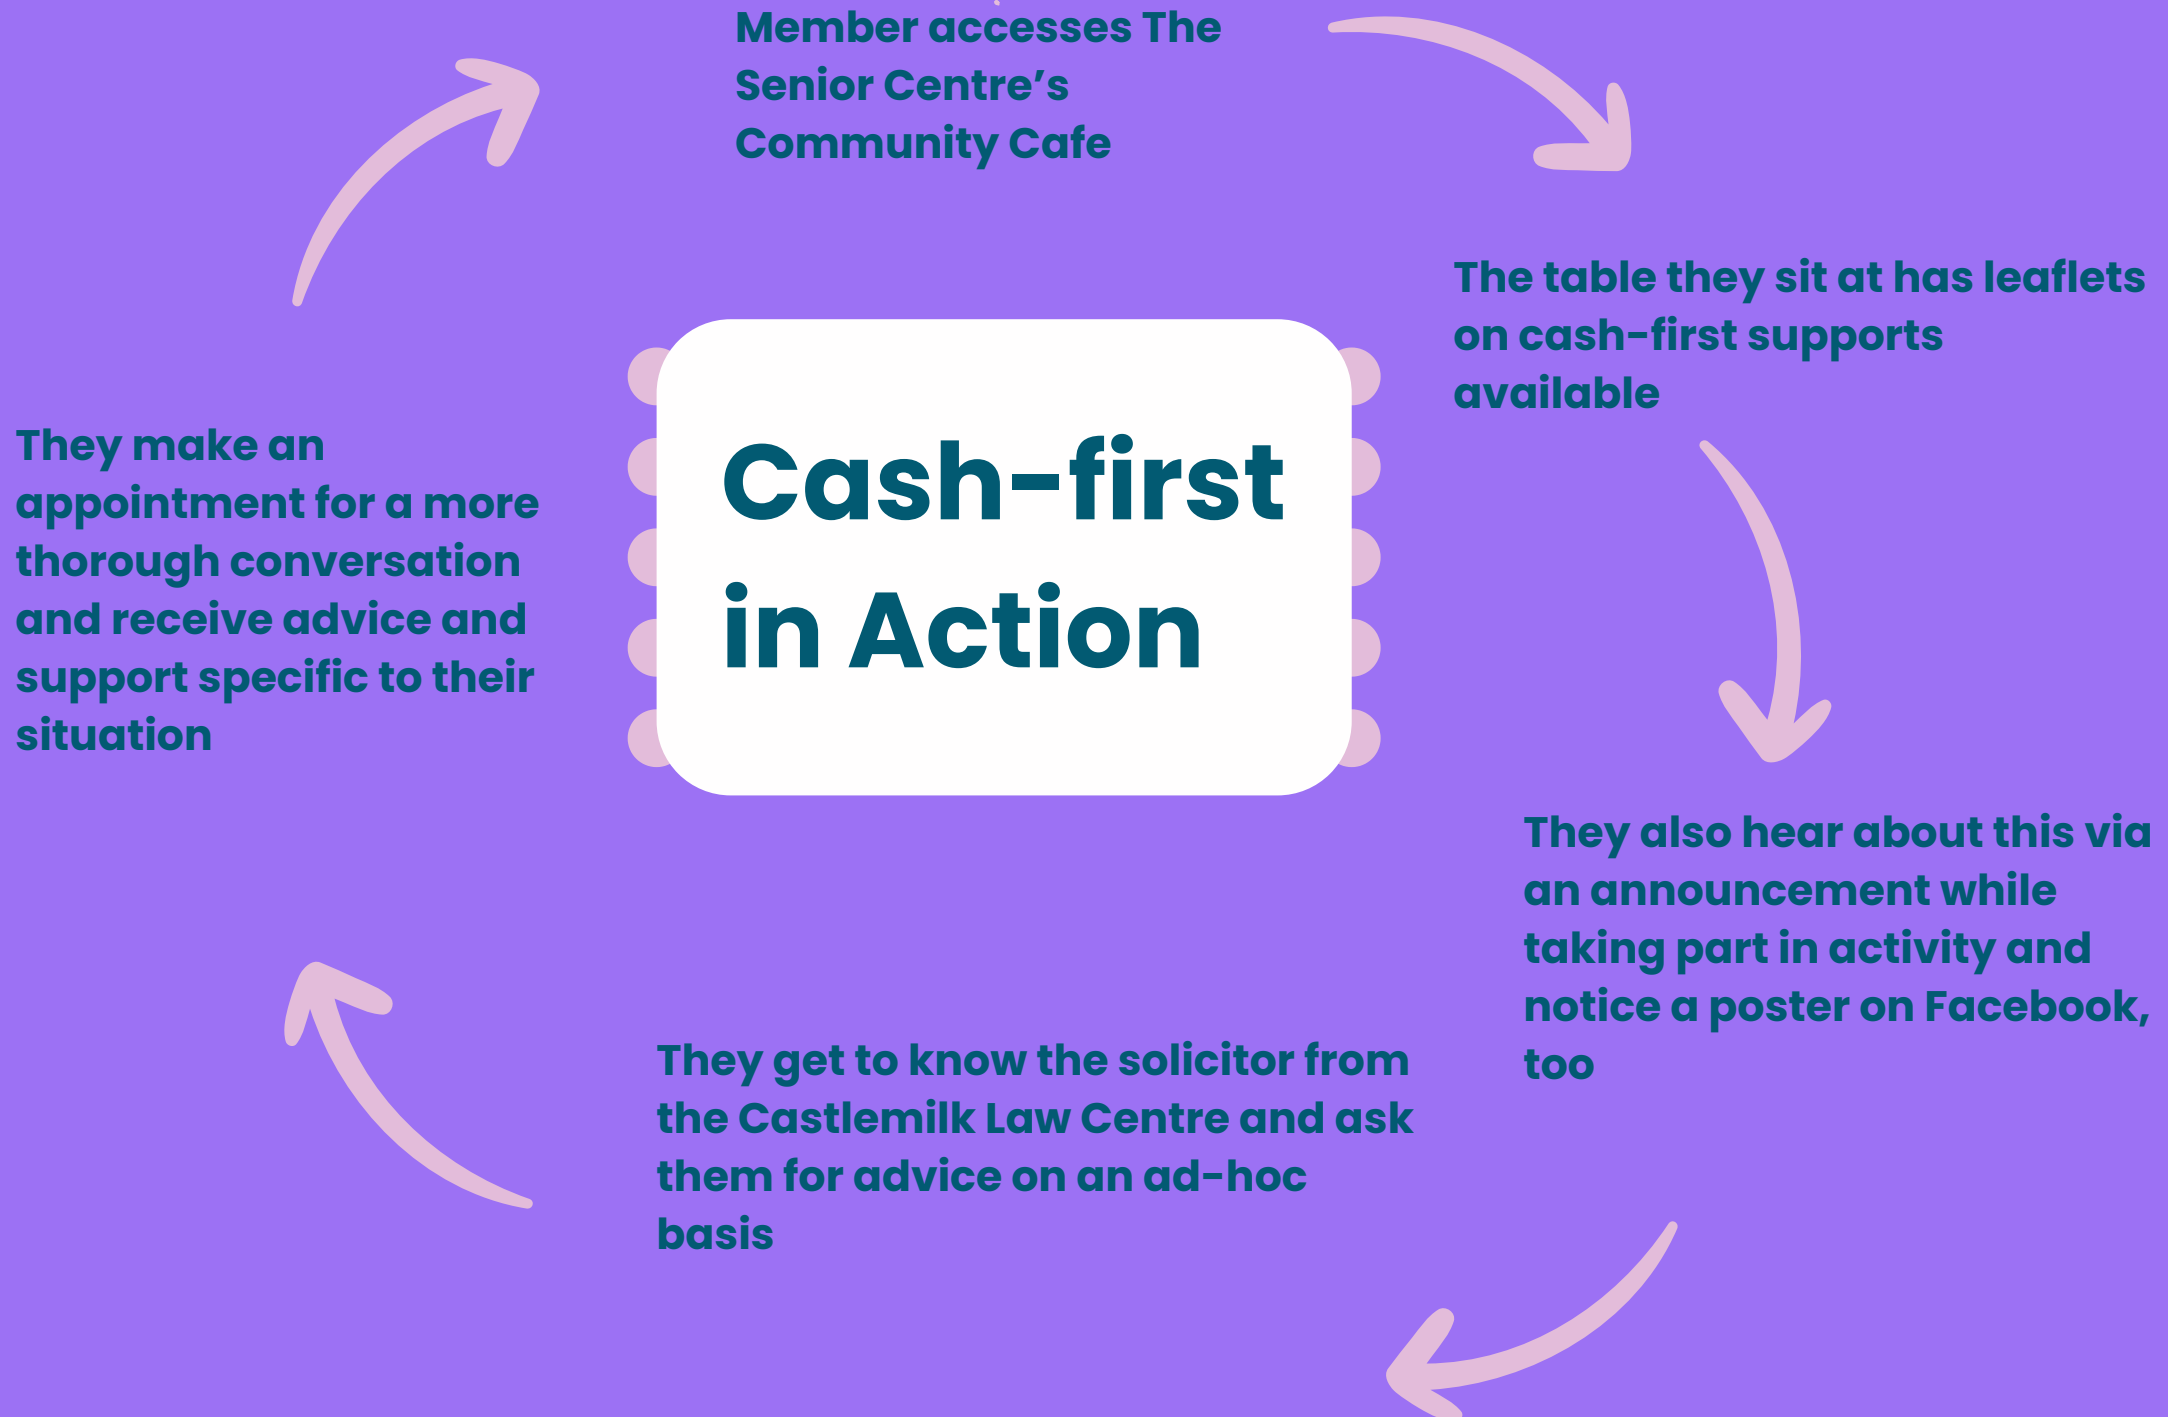 Member accesses The
Senior Centre’s
Community Cafe
The table they sit at has leaflets
on cash-first supports
available
They also hear about this via
an announcement while
taking part in activity and
notice a poster on Facebook,
too
They get to know the solicitor from
the Castlemilk Law Centre and ask
them for advice on an ad-hoc
basis
They make an
appointment for a more
thorough conversation
and receive advice and
support specific to their
situation
Cash-first
in Action